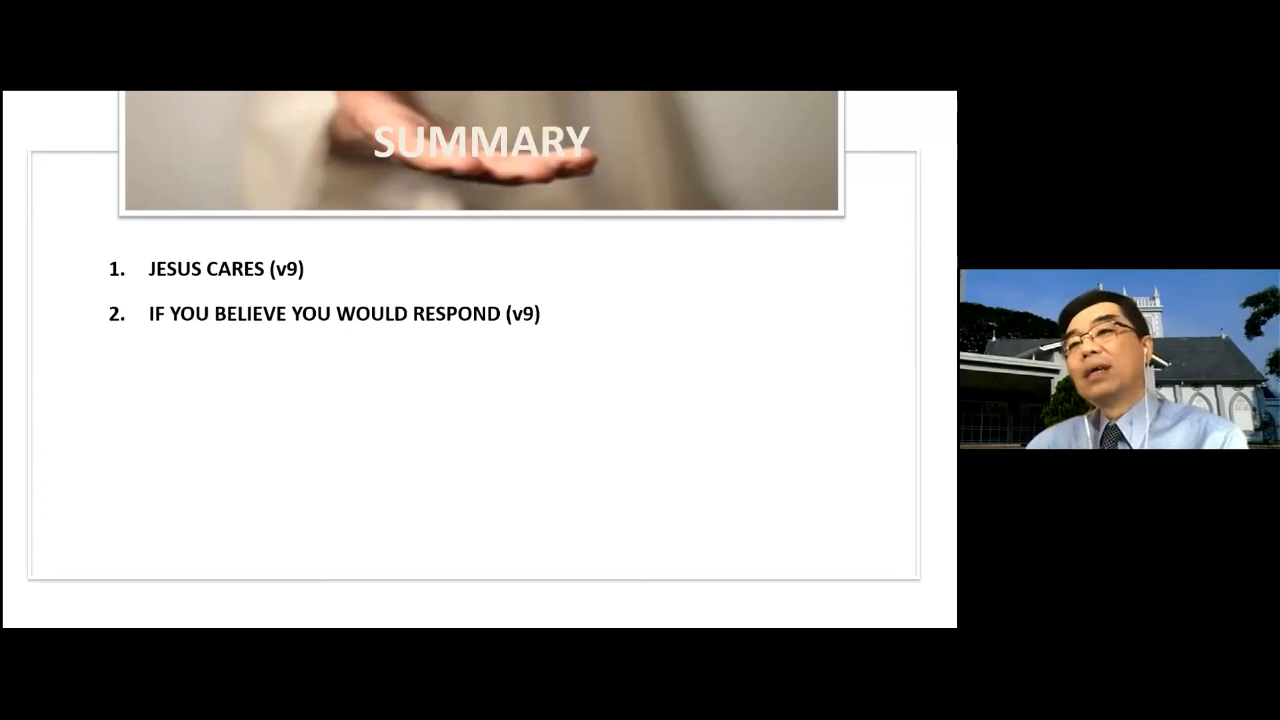 SUMMARY
1. JESUS CARES (v9)
2. IF YOU BELIEVE YOU WOULD RESPOND (v9)